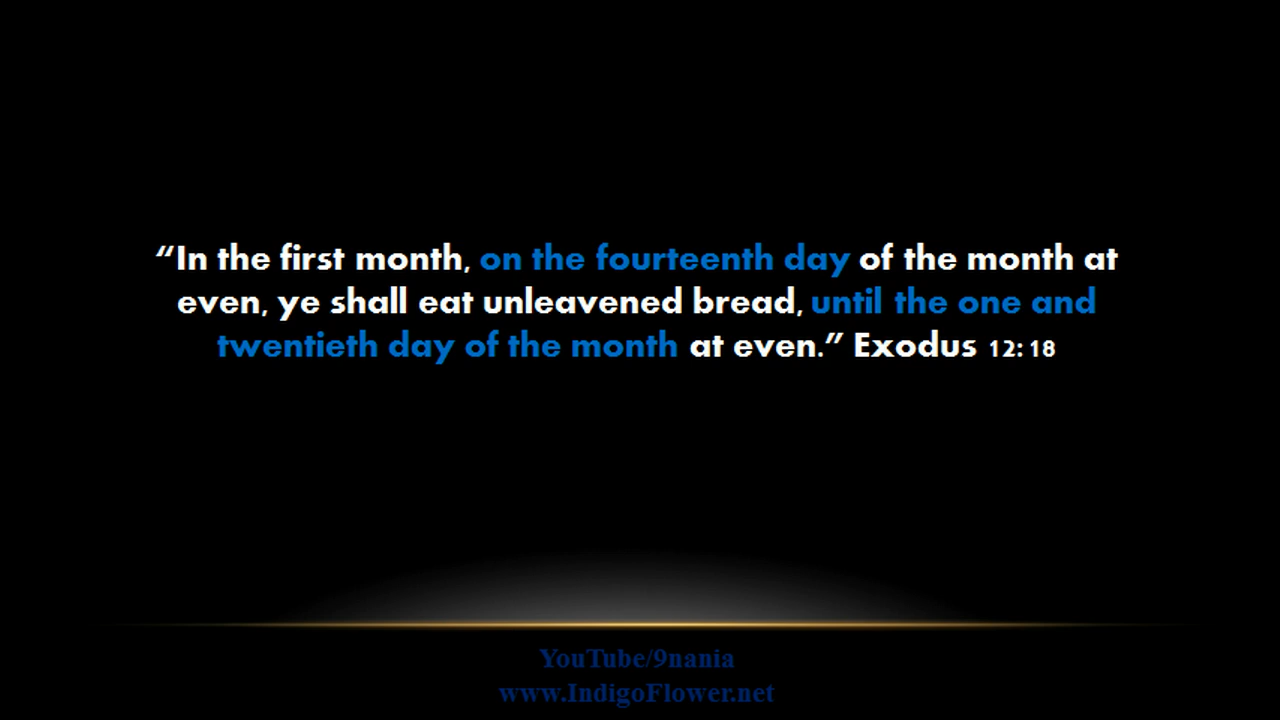 “In the first month, on the fourteenth day of the month at
even, ye shall eat unleavened bread, until the one and
twentieth day of the month at even.” Exodus 12:18
YouTube/9nania
www.IndigoFlower.net